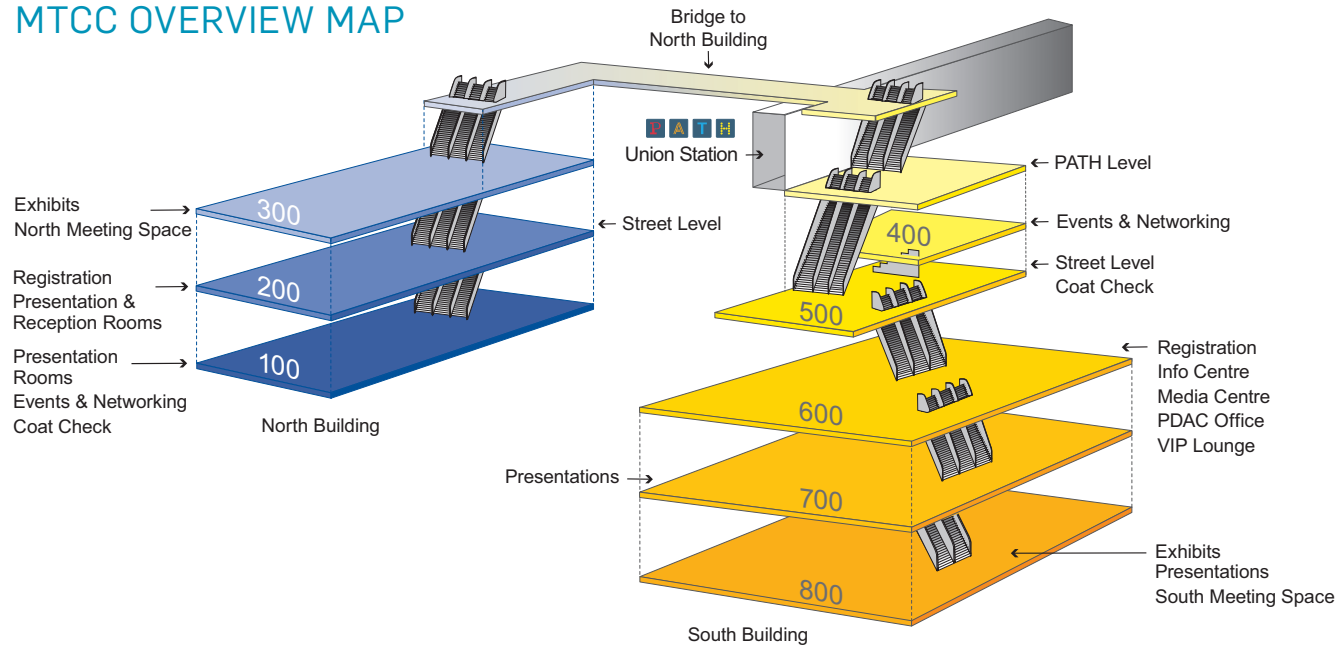 MTCC OVERVIEW MAP
Bridge to
North Building
PATH
Union Station
PATH Level
Exhibits
North Meeting Space
300
Street Level
400
Events & Networking
Registration
Presentation &
Reception Rooms
200
Street Level
Coat Check
500
Presentation
Rooms
Events & Networking
Coat Check
100
North Building
600
Registration
Info Centre
Media Centre
PDAC Office
VIP Lounge
Presentations
700
800
Exhibits
Presentations
South Meeting Space
South Building